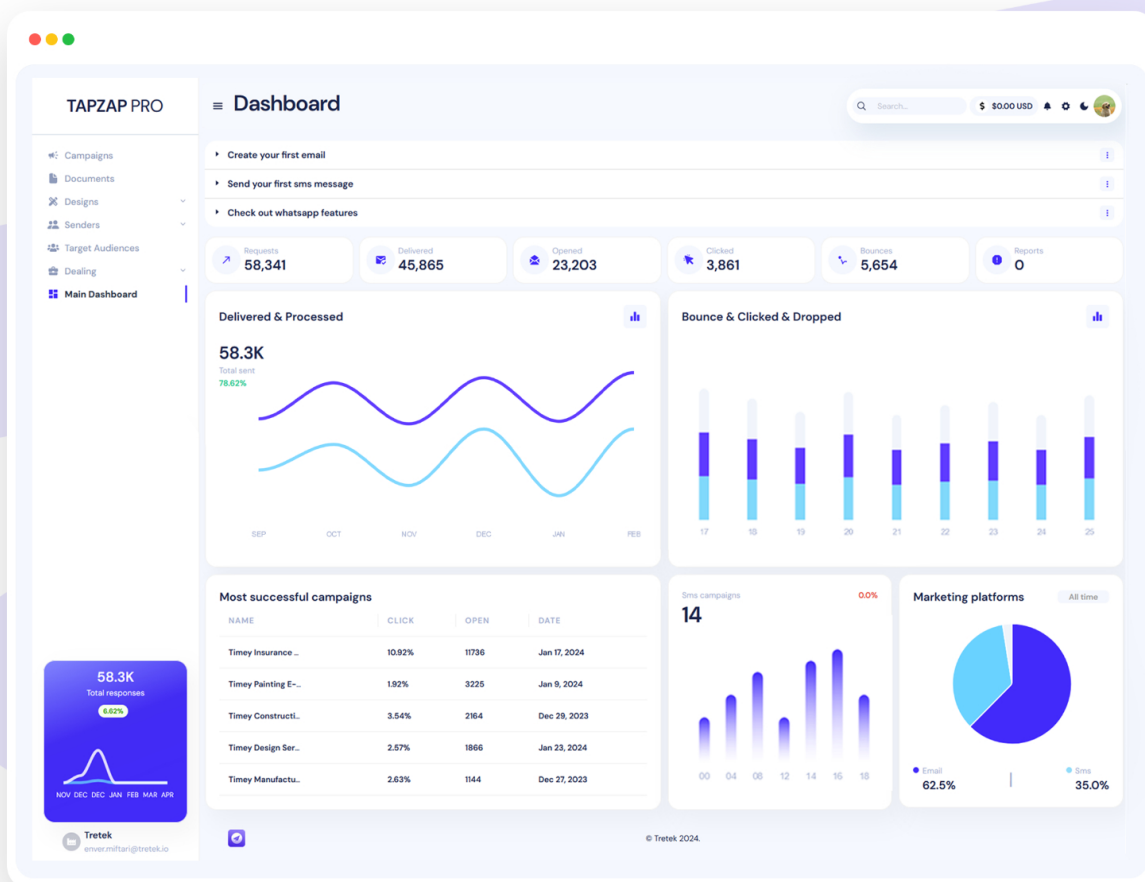 TAPZAP PRO
Dashboard
Search...
$ $0.00 USD
Campaigns
Documents
Designs
Senders
Target Audiences
Dealing
Main Dashboard
Create your first email
Send your first sms message
Check out whatsapp features
Requests
58,341
Delivered
45,865
Opened
23,203
Clicked
3,861
Bounces
5,654
Reports
0
Delivered & Processed
58.3K
Total sent
78.62%
SEP OCT NOV DEC JAN FEB
Bounce & Clicked & Dropped
17 18 19 20 21 22 23 24 25
Most successful campaigns
NAME CLICK OPEN DATE
Timey Insurance ... 10.92% 11736 Jan 17, 2024
Timey Painting E-... 1.92% 3225 Jan 9, 2024
Timey Constructi... 3.54% 2164 Dec 29, 2023
Timey Design Ser... 2.57% 1866 Jan 23, 2024
Timey Manufactu... 2.63% 1144 Dec 27, 2023
Sms campaigns
0.0%
14
00 04 08 12 14 16 18
Marketing platforms
All time
Email
62.5%
Sms
35.0%
58.3K
Total responses
6.62%
NOV DEC DEC JAN FEB MAR APR
Tretek
enver.miftari@tretek.io
© Tretek 2024.